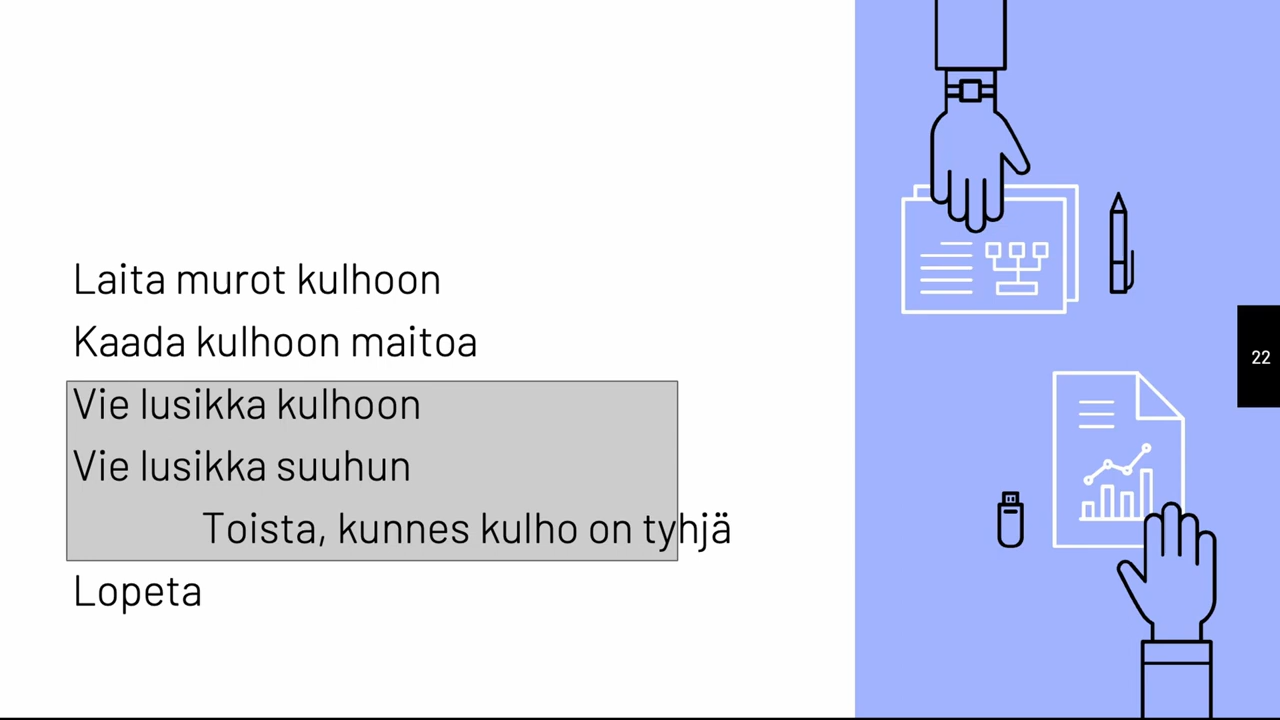 Laita murot kulhoon
Kaada kulhoon maitoa
Vie lusikka kulhoon
Vie lusikka suuhun
Toista, kunnes kulho on tyhjä
Lopeta
22